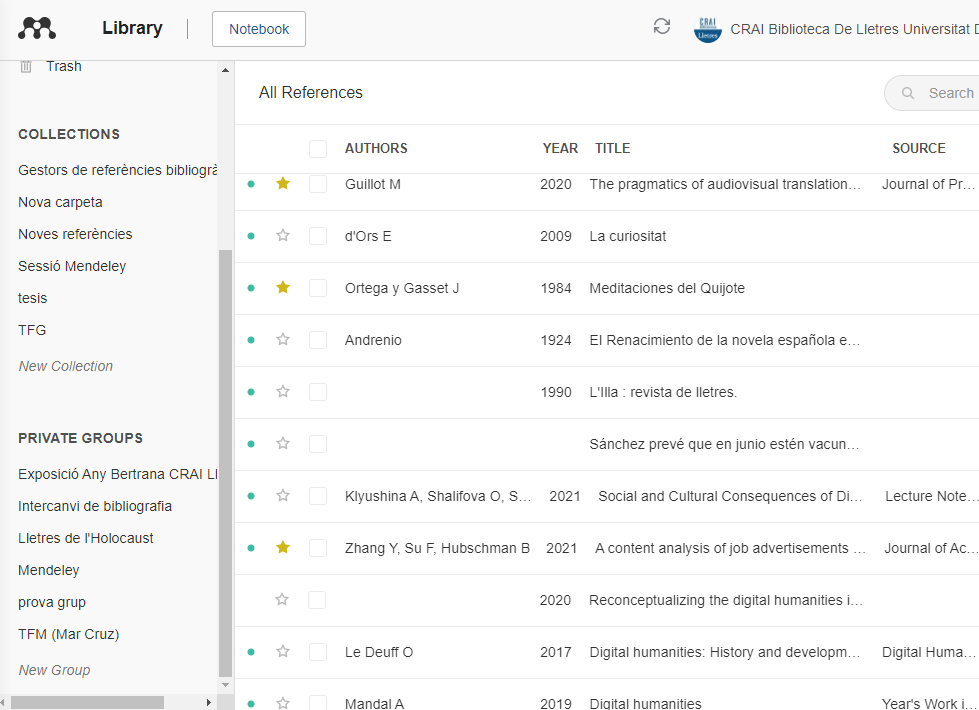 Library
Notebook
CRAI
Lletres
CRAI Biblioteca De Lletres Universitat D
Trash
COLLECTIONS
Gestors de referències bibliogrà
Nova carpeta
Noves referències
Sessió Mendeley
tesis
TFG
New Collection
PRIVATE GROUPS
Exposició Any Bertrana CRAI Ll
Intercanvi de bibliografia
Lletres de l'Holocaust
Mendeley
prova grup
TFM (Mar Cruz)
New Group
All References
Search
AUTHORS YEAR TITLE SOURCE
Guillot M 2020 The pragmatics of audiovisual translation… Journal of Pr…
d'Ors E 2009 La curiositat
Ortega y Gasset J 1984 Meditaciones del Quijote
Andrenio 1924 El Renacimiento de la novela española e…
1990 L'Illa : revista de lletres.
Sánchez prevé que en junio estén vacun…
Klyushina A, Shalifova O, S… 2021 Social and Cultural Consequences of Di… Lecture Note…
Zhang Y, Su F, Hubschman B 2021 A content analysis of job advertisements … Journal of Ac…
2020 Reconceptualizing the digital humanities i…
Le Deuff O 2017 Digital humanities: History and developm… Digital Huma…
Mandal A 2019 Digital humanities Year's Work i…